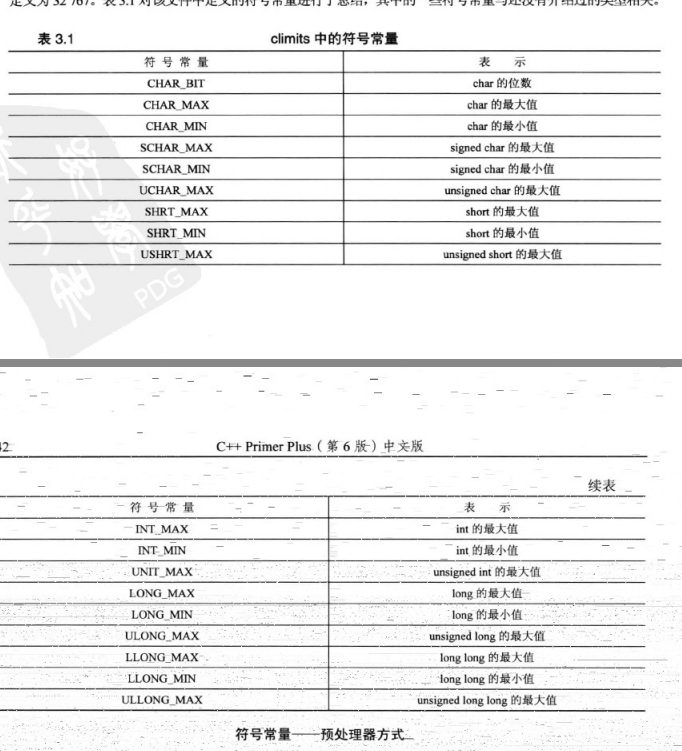 定义为 32 767。表 3.1 对该文件中定义的符号常量进行了总结，其中的一些符号常量与还没有介绍过的类型相关。
表 3.1 climits 中的符号常量
符 号 常 量 表 示
CHAR_BIT char 的位数
CHAR_MAX char 的最大值
CHAR_MIN char 的最小值
SCHAR_MAX signed char 的最大值
SCHAR_MIN signed char 的最小值
UCHAR_MAX unsigned char 的最大值
SHRT_MAX short 的最大值
SHRT_MIN short 的最小值
USHRT_MAX unsigned short 的最大值
PDG
42 C++ Primer Plus（第 6 版）中文版
续表
符 号 常 量 表 示
INT_MAX int 的最大值
INT_MIN int 的最小值
UNIT_MAX unsigned int 的最大值
LONG_MAX long 的最大值
LONG_MIN long 的最小值
ULONG_MAX unsigned long 的最大值
LLONG_MAX long long 的最大值
LLONG_MIN long long 的最小值
ULLONG_MAX unsigned long long 的最大值
符号常量——预处理器方式